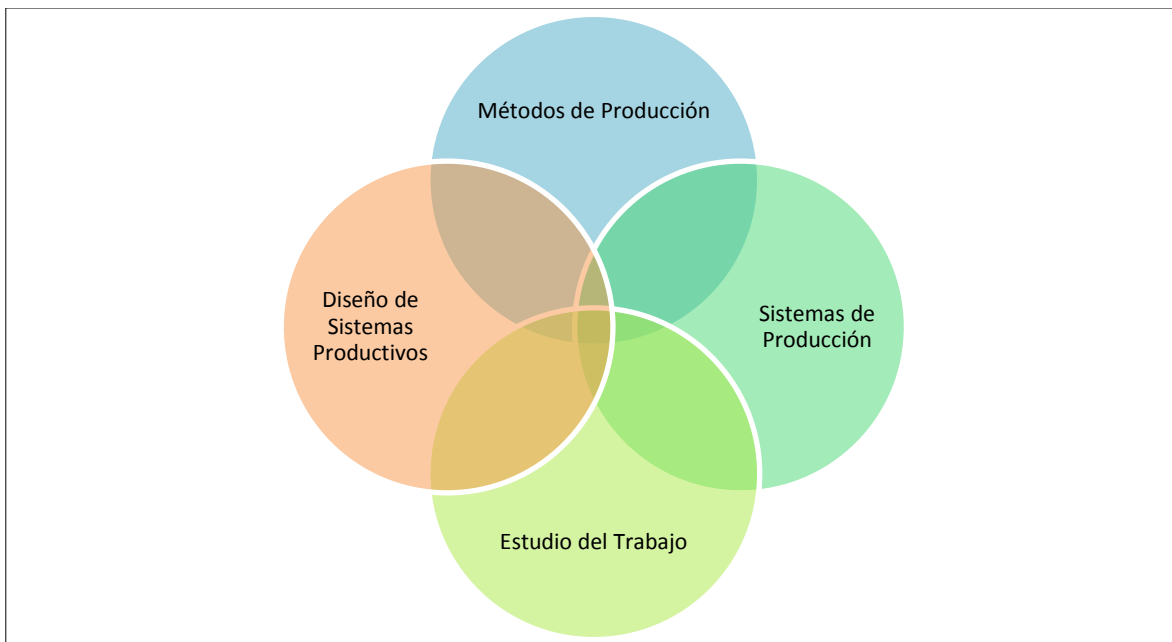 Métodos de Producción
Diseño de
Sistemas
Productivos
Sistemas de
Producción
Estudio del Trabajo